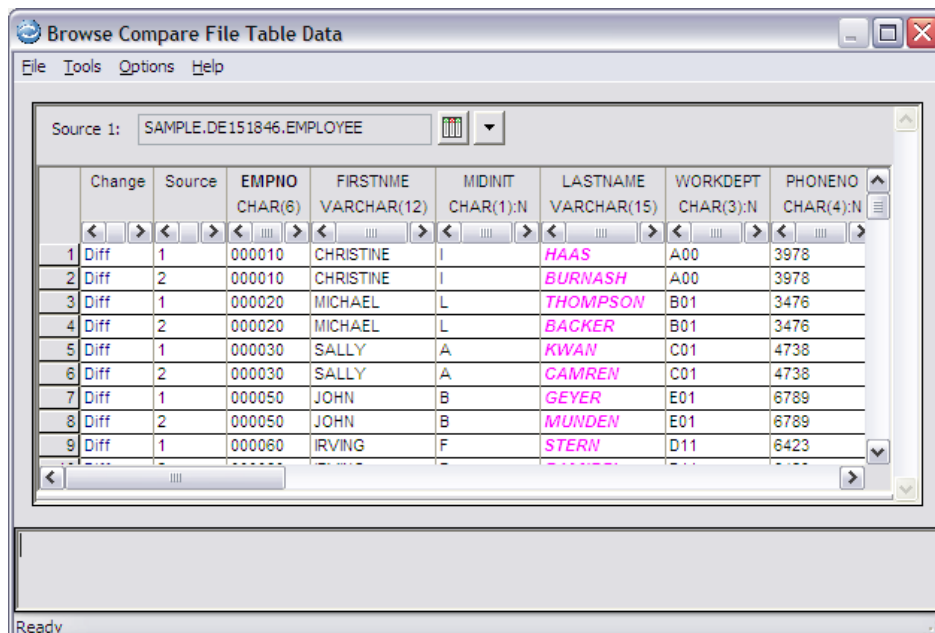 Browse Compare File Table Data
File Tools Options Help
Source 1: SAMPLE.DE151846.EMPLOYEE
Change Source EMPNO FIRSTNME MIDINIT LASTNAME WORKDEPT PHONENO
CHAR(6) VARCHAR(12) CHAR(1):N VARCHAR(15) CHAR(3):N CHAR(4):N
1 Diff 1 000010 CHRISTINE I HAAS A00 3978
2 Diff 2 000010 CHRISTINE I BURNASH A00 3978
3 Diff 1 000020 MICHAEL L THOMPSON B01 3476
4 Diff 2 000020 MICHAEL L BACKER B01 3476
5 Diff 1 000030 SALLY A KWAN C01 4738
6 Diff 2 000030 SALLY A CAMREN C01 4738
7 Diff 1 000050 JOHN B GEYER E01 6789
8 Diff 2 000050 JOHN B MUNDEN E01 6789
9 Diff 1 000060 IRVING F STERN D11 6423
Ready